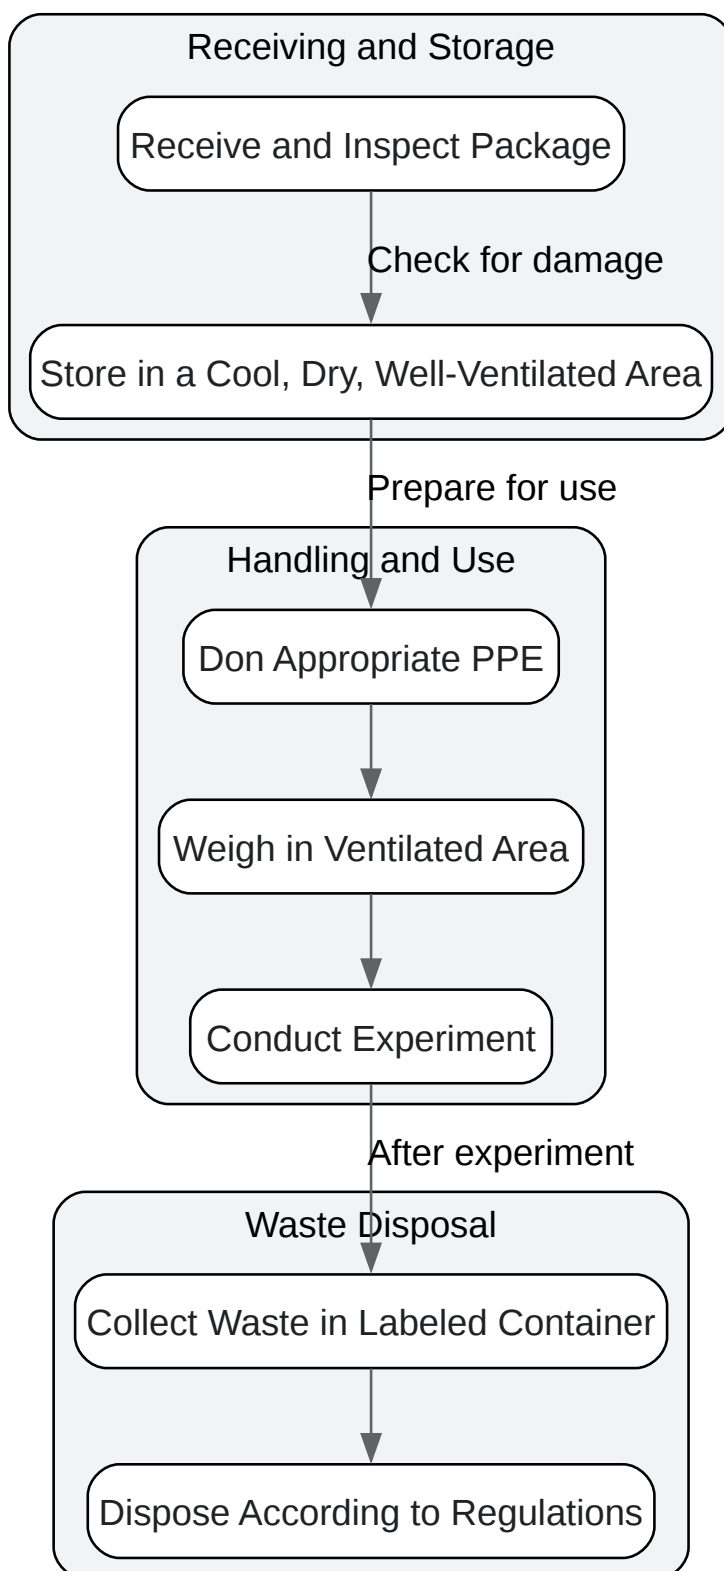 Receiving and Storage
Receive and Inspect Package
Check for damage
Store in a Cool, Dry, Well-Ventilated Area
Prepare for use
Handling and Use
Don Appropriate PPE
Weigh in Ventilated Area
Conduct Experiment
After experiment
Waste Disposal
Collect Waste in Labeled Container
Dispose According to Regulations